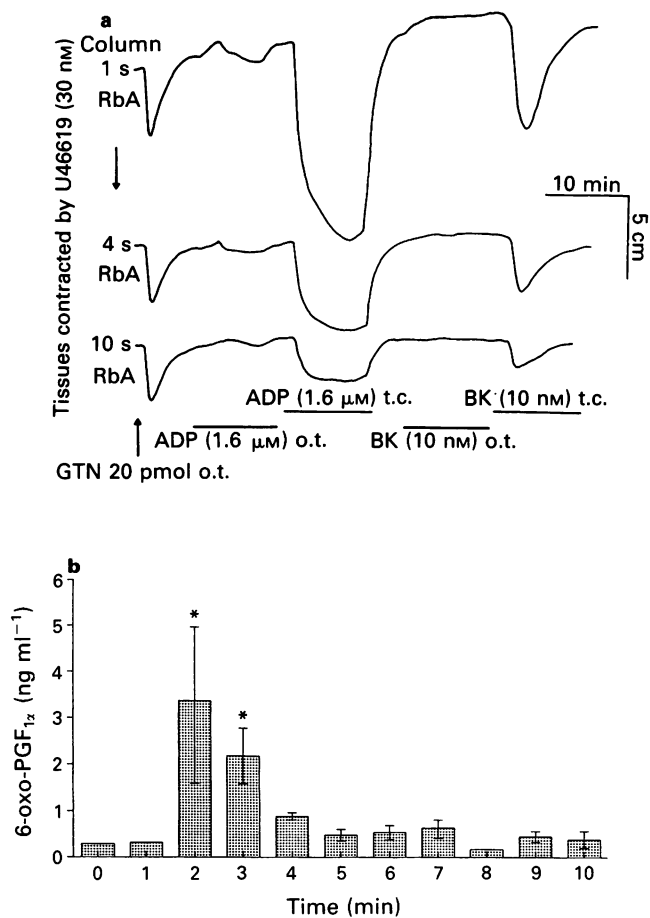 a
Column
1 s
RbA
Tissues contracted by U46619 (30 nM)
10 min
5 cm
4 s
RbA
10 s
RbA
ADP (1.6 µM) t.c.
BK (10 nM) t.c.
ADP (1.6 µM) o.t.
BK (10 nM) o.t.
GTN 20 pmol o.t.
b
6-oxo-PGF1α (ng ml⁻¹)
6
5
4
3
2
1
0
* *
0 1 2 3 4 5 6 7 8 9 10
Time (min)